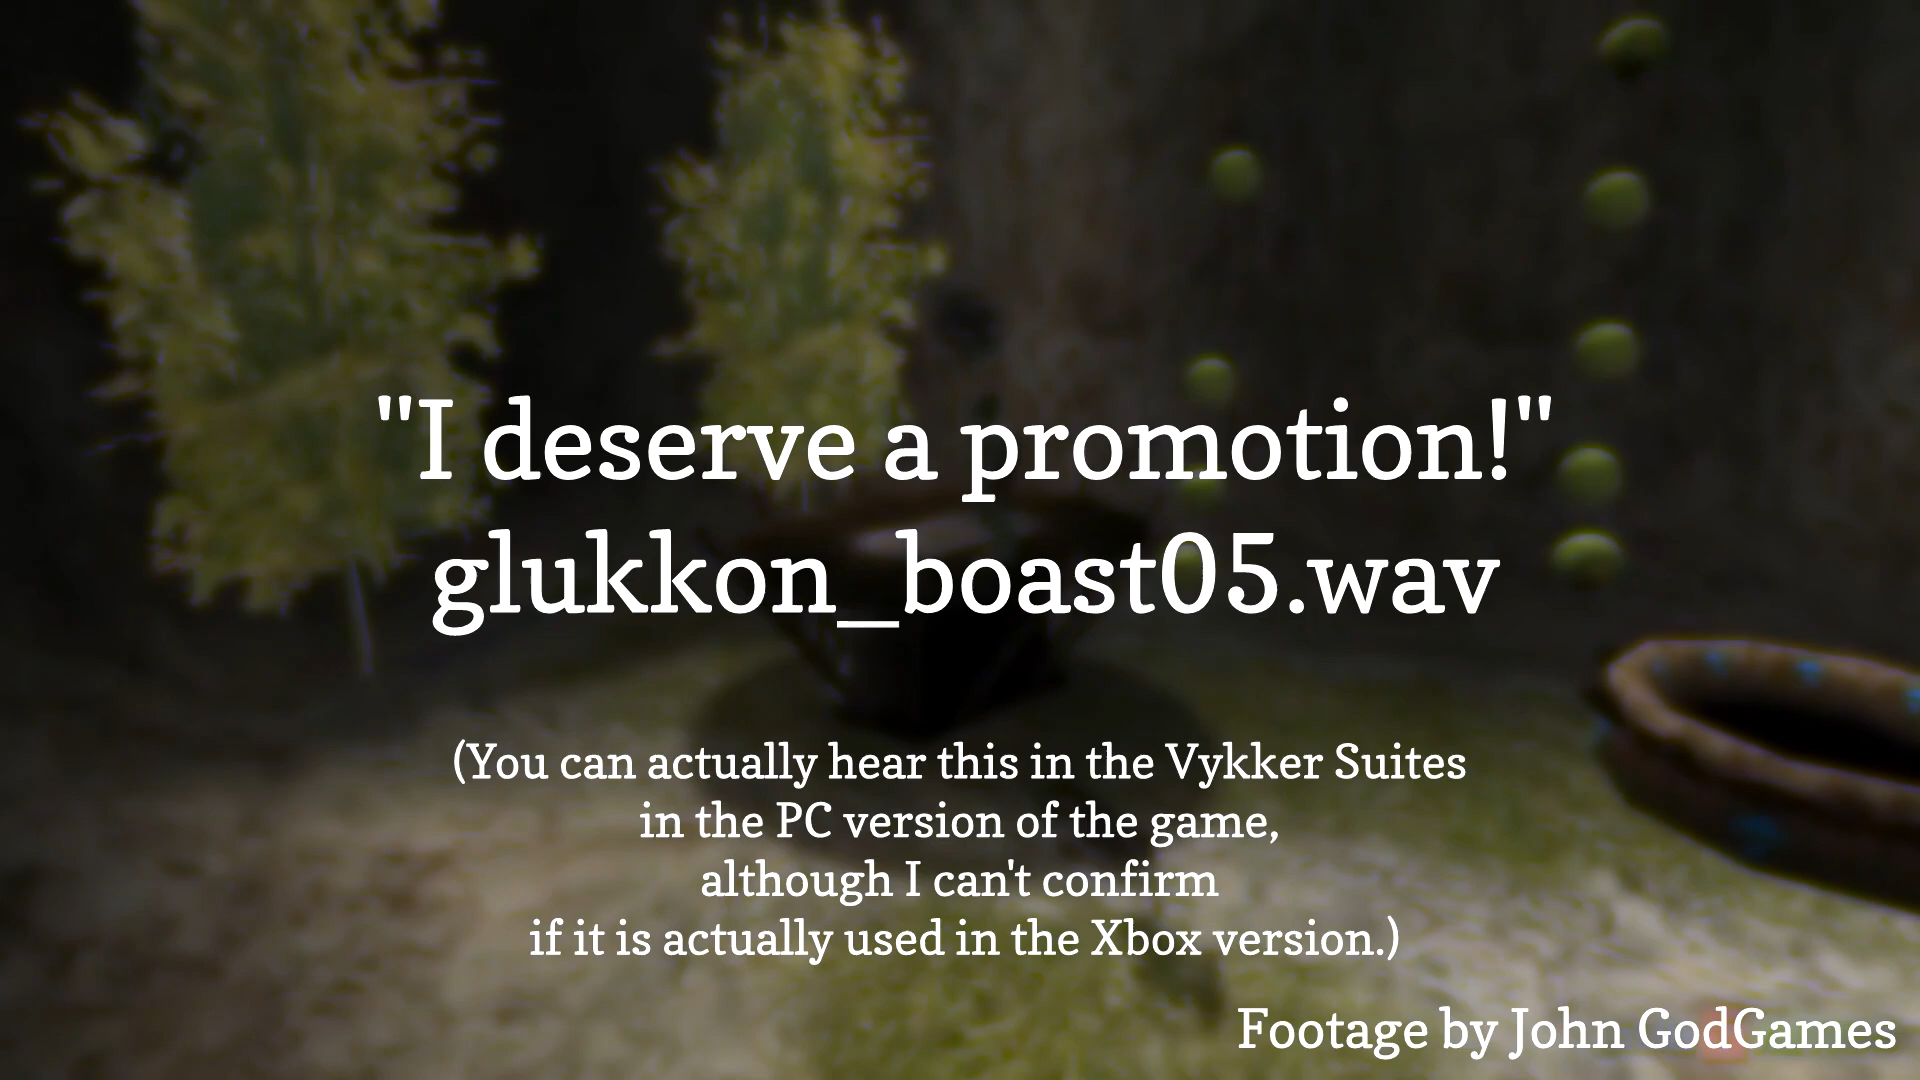 "I deserve a promotion!"
glukkon_boast05.wav
(You can actually hear this in the Vykker Suites
in the PC version of the game,
although I can't confirm
if it is actually used in the Xbox version.)
Footage by John GodGames